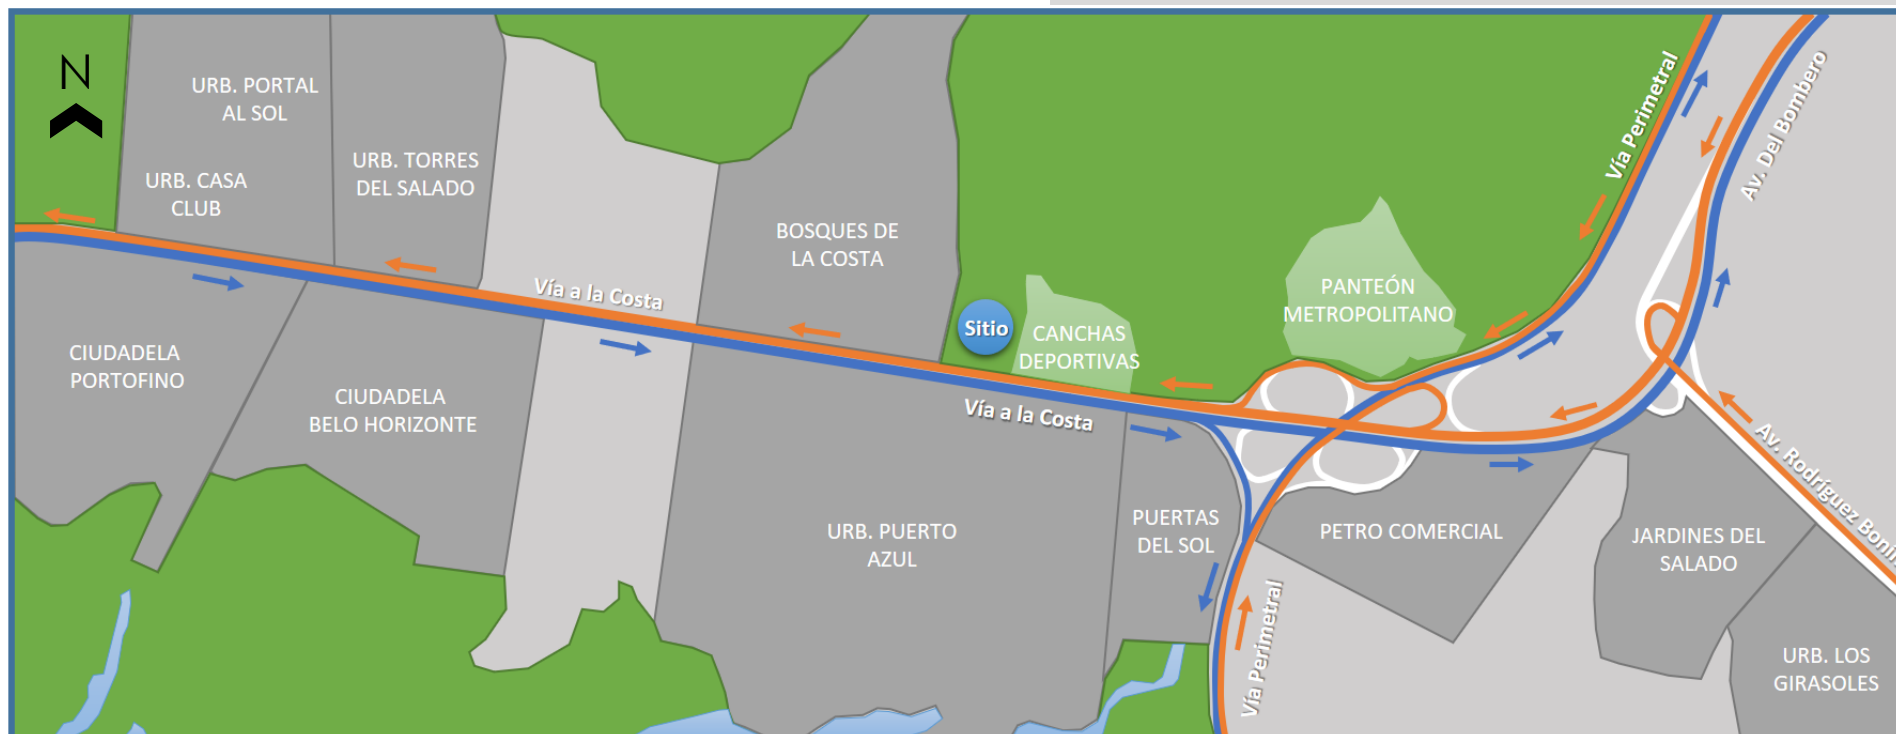 N
URB. PORTAL
AL SOL
URB. CASA
CLUB
URB. TORRES
DEL SALADO
BOSQUES DE
LA COSTA
Vía a la Costa
Sitio
CANCHAS
DEPORTIVAS
PANTEÓN
METROPOLITANO
Vía Perimetral
Av. Del Bombero
CIUDADELA
PORTOFINO
CIUDADELA
BELO HORIZONTE
Vía a la Costa
URB. PUERTO
AZUL
PUERTAS
DEL SOL
PETRO COMERCIAL
Av. Rodríguez Bonín
JARDINES DEL
SALADO
Vía Perimetral
URB. LOS
GIRASOLES